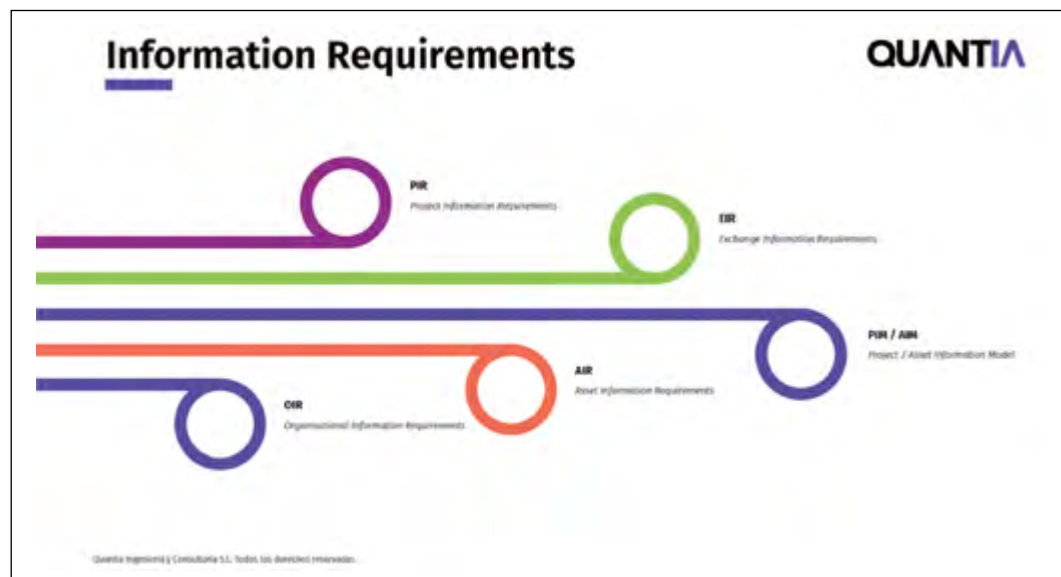 Information Requirements
QUANTIA
PIR
Project Information Requirements
EIR
Exchange Information Requirements
PIM / AIM
Project / Asset Information Model
AIR
Asset Information Requirements
OIR
Organisational Information Requirements
Quantia Ingeniería y Consultoría S.L. Todos los derechos reservados.